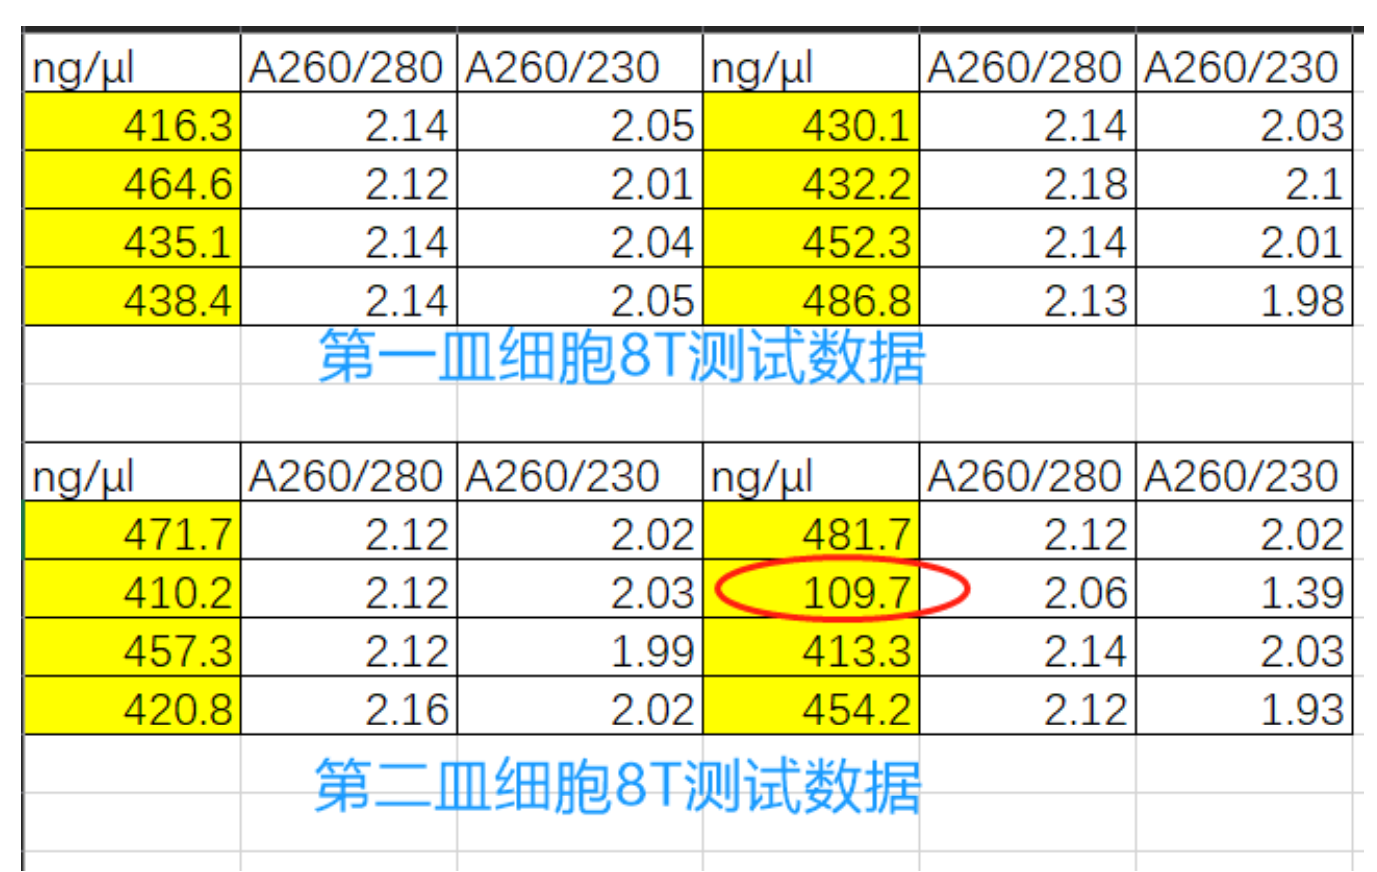 ng/μl A260/280 A260/230 ng/μl A260/280 A260/230
416.3 2.14 2.05 430.1 2.14 2.03
464.6 2.12 2.01 432.2 2.18 2.1
435.1 2.14 2.04 452.3 2.14 2.01
438.4 2.14 2.05 486.8 2.13 1.98
第一皿细胞8T测试数据
ng/μl A260/280 A260/230 ng/μl A260/280 A260/230
471.7 2.12 2.02 481.7 2.12 2.02
410.2 2.12 2.03 109.7 2.06 1.39
457.3 2.12 1.99 413.3 2.14 2.03
420.8 2.16 2.02 454.2 2.12 1.93
第二皿细胞8T测试数据